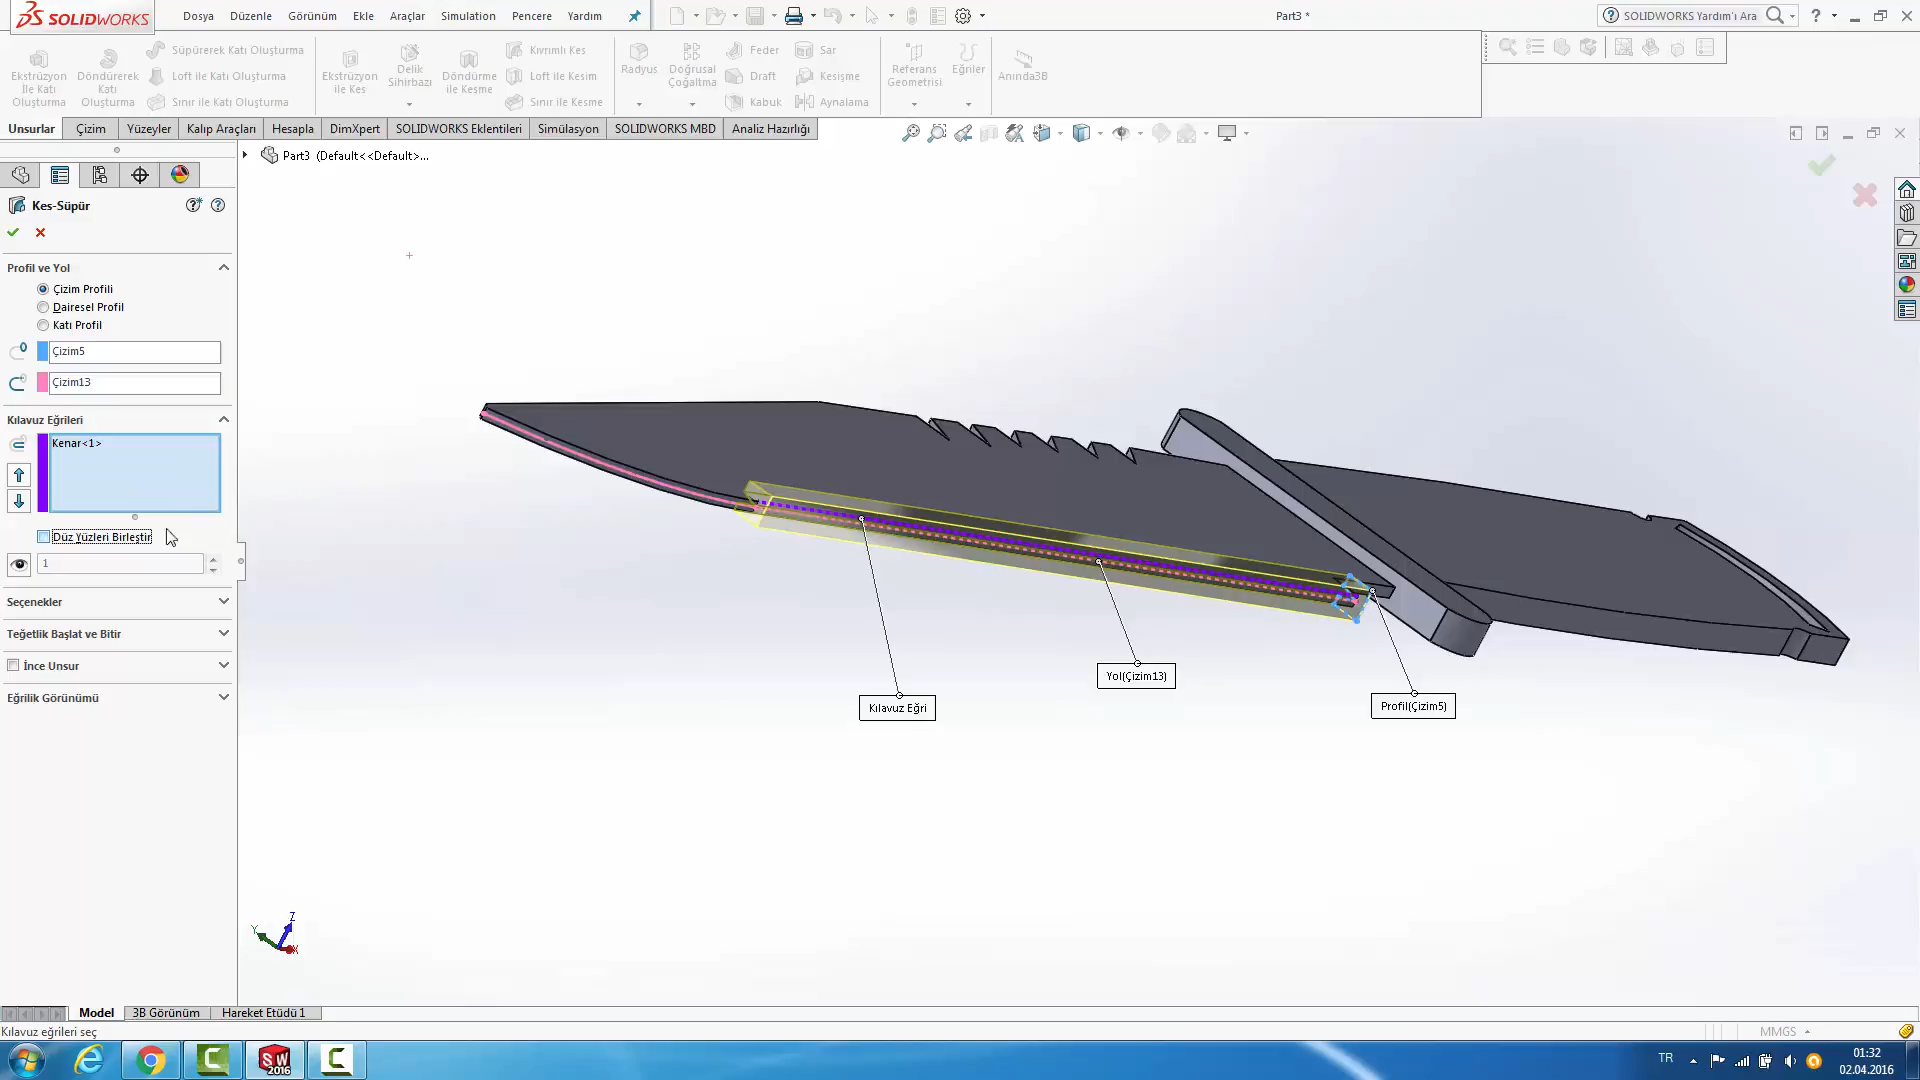 SOLIDWORKS
Dosya Düzenle Görünüm Ekle Araçlar Simulation Pencere Yardım
Part3 *
SOLIDWORKS Yardım'ı Ara
Ekstrüzyon İle Katı Oluşturma
Döndürerek Katı Oluşturma
Süpürerek Katı Oluşturma
Loft ile Katı Oluşturma
Sınır ile Katı Oluşturma
Ekstrüzyon ile Kes
Delik Sihirbazı
Döndürme ile Kesme
Kıvrımlı Kes
Loft ile Kesim
Sınır ile Kesme
Radyus
Doğrusal Çoğaltma
Feder
Draft
Kabuk
Sar
Kesişme
Aynalama
Referans Geometrisi
Eğriler
Anında3B
Unsurlar Çizim Yüzeyler Kalıp Araçları Hesapla DimXpert SOLIDWORKS Eklentileri Simülasyon SOLIDWORKS MBD Analiz Hazırlığı
Part3 (Default<<Default>...
Kes-Süpür
Profil ve Yol
Çizim Profili
Dairesel Profil
Katı Profil
Çizim5
Çizim13
Kılavuz Eğrileri
Kenar<1>
Düz Yüzleri Birleştir
1
Seçenekler
Teğetlik Başlat ve Bitir
İnce Unsur
Eğrilik Görünümü
Yol(Çizim13)
Kılavuz Eğri
Profil(Çizim5)
Z
Y
X
Model 3B Görünüm Hareket Etüdü 1
Kılavuz eğrileri seç
MMGS
SW 2016
TR
01:32
02.04.2016